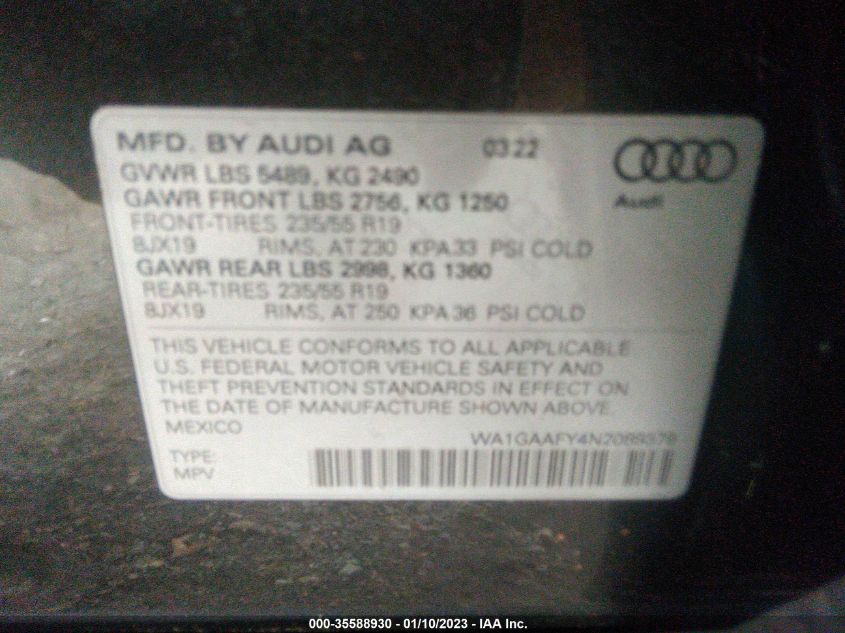 MFD. BY AUDI AG 03.22
GVWR LBS 5489, KG 2490
GAWR FRONT LBS 2756, KG 1250
Audi
FRONT-TIRES 235/55 R19
8JX19 RIMS, AT 230 KPA 33 PSI COLD
GAWR REAR LBS 2998, KG 1360
REAR-TIRES 235/55 R19
8JX19 RIMS, AT 250 KPA 36 PSI COLD
THIS VEHICLE CONFORMS TO ALL APPLICABLE
U.S. FEDERAL MOTOR VEHICLE SAFETY AND
THEFT PREVENTION STANDARDS IN EFFECT ON
THE DATE OF MANUFACTURE SHOWN ABOVE.
MEXICO
TYPE:
MPV
000-35588930 - 01/10/2023 - IAA Inc.